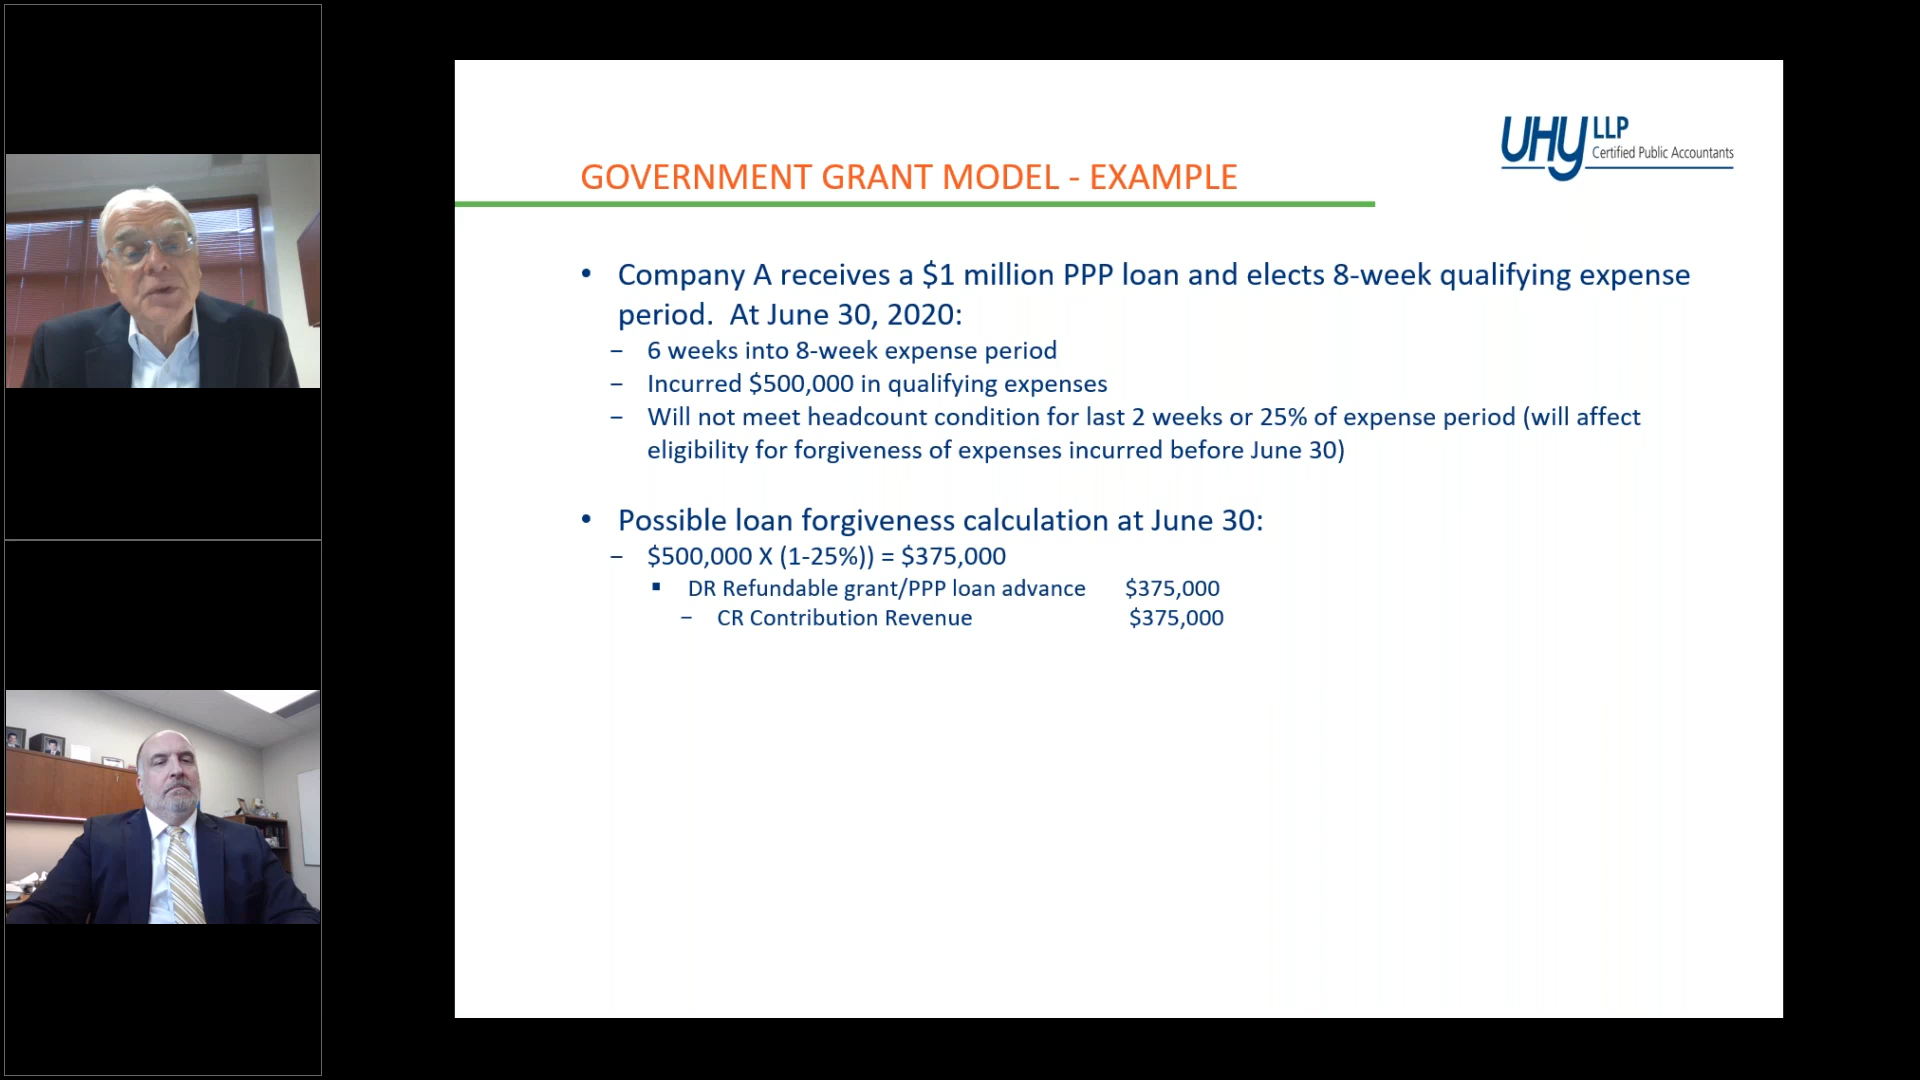 UHY LLP
Certified Public Accountants
GOVERNMENT GRANT MODEL - EXAMPLE
• Company A receives a $1 million PPP loan and elects 8-week qualifying expense
period.  At June 30, 2020:
− 6 weeks into 8-week expense period
− Incurred $500,000 in qualifying expenses
− Will not meet headcount condition for last 2 weeks or 25% of expense period (will affect
eligibility for forgiveness of expenses incurred before June 30)
• Possible loan forgiveness calculation at June 30:
− $500,000 X (1-25%)) = $375,000
▪ DR Refundable grant/PPP loan advance $375,000
− CR Contribution Revenue $375,000